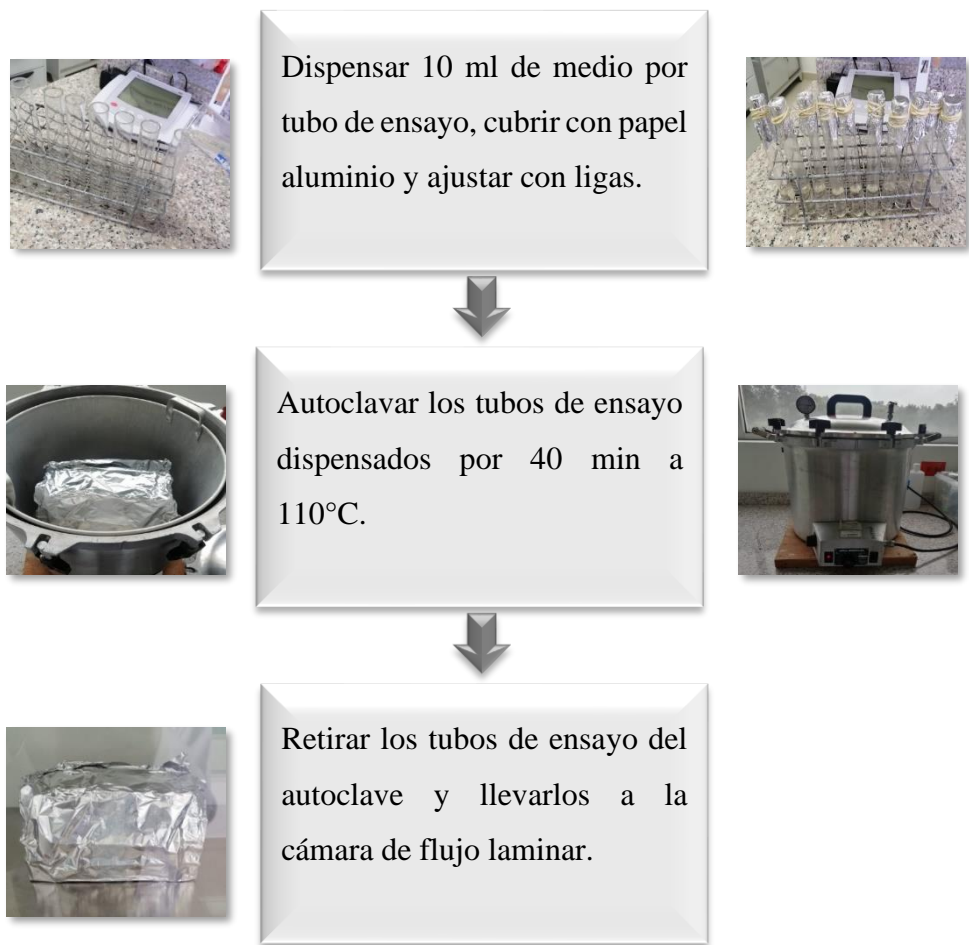 Dispensar 10 ml de medio por
tubo de ensayo, cubrir con papel
aluminio y ajustar con ligas.
Autoclavar los tubos de ensayo
dispensados por 40 min a
110°C.
Retirar los tubos de ensayo del
autoclave y llevarlos a la
cámara de flujo laminar.